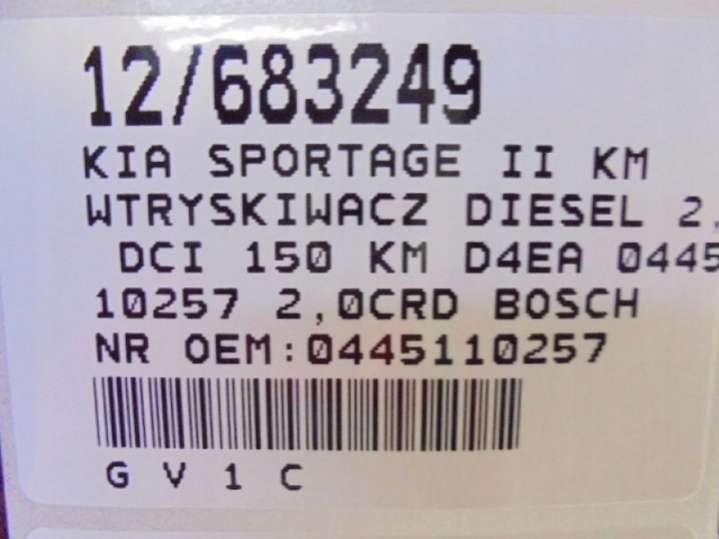 12/683249
KIA SPORTAGE II KM
WTRYSKIWACZ DIESEL 2,
DCI 150 KM D4EA 0445
10257 2,0CRD BOSCH
NR OEM:0445110257
G V 1 C